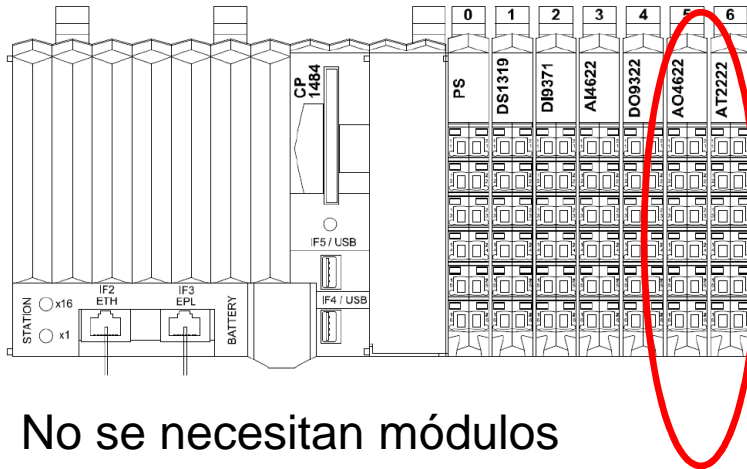 0 1 2 3 4 5 6
CP
1484
PS
DS1319
DI9371
AI4622
DO9322
AO4622
AT2222
IF5 / USB
IF4 / USB
STATION
x16
x1
IF2
ETH
IF3
EPL
BATTERY
No se necesitan módulos